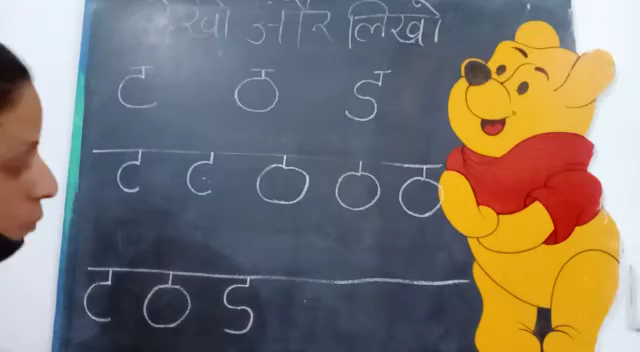 देखो और लिखो
ट ठ ड
ट ट ठ ठ ठ
ट ठ ड